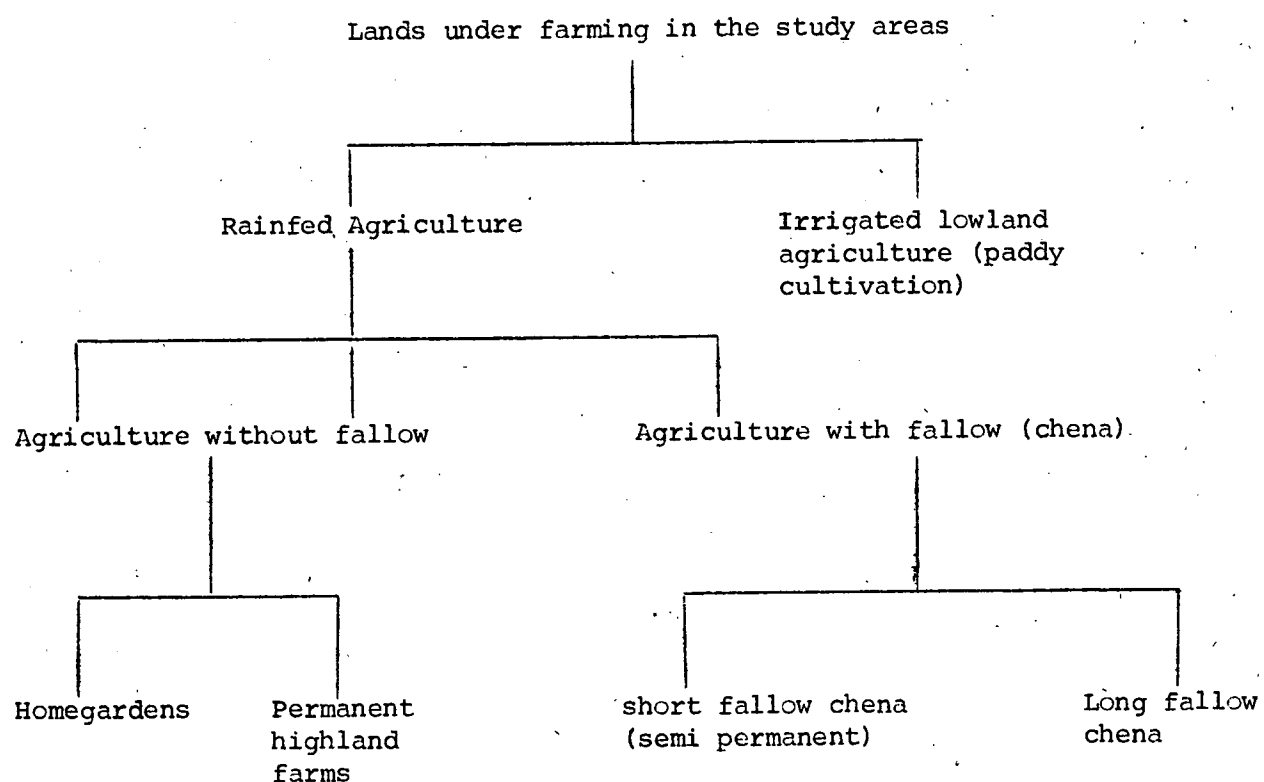 Lands under farming in the study areas
Rainfed Agriculture
Irrigated lowland
agriculture (paddy
cultivation)
Agriculture without fallow
Agriculture with fallow (chena)
Homegardens
Permanent
highland
farms
short fallow chena
(semi permanent)
Long fallow
chena